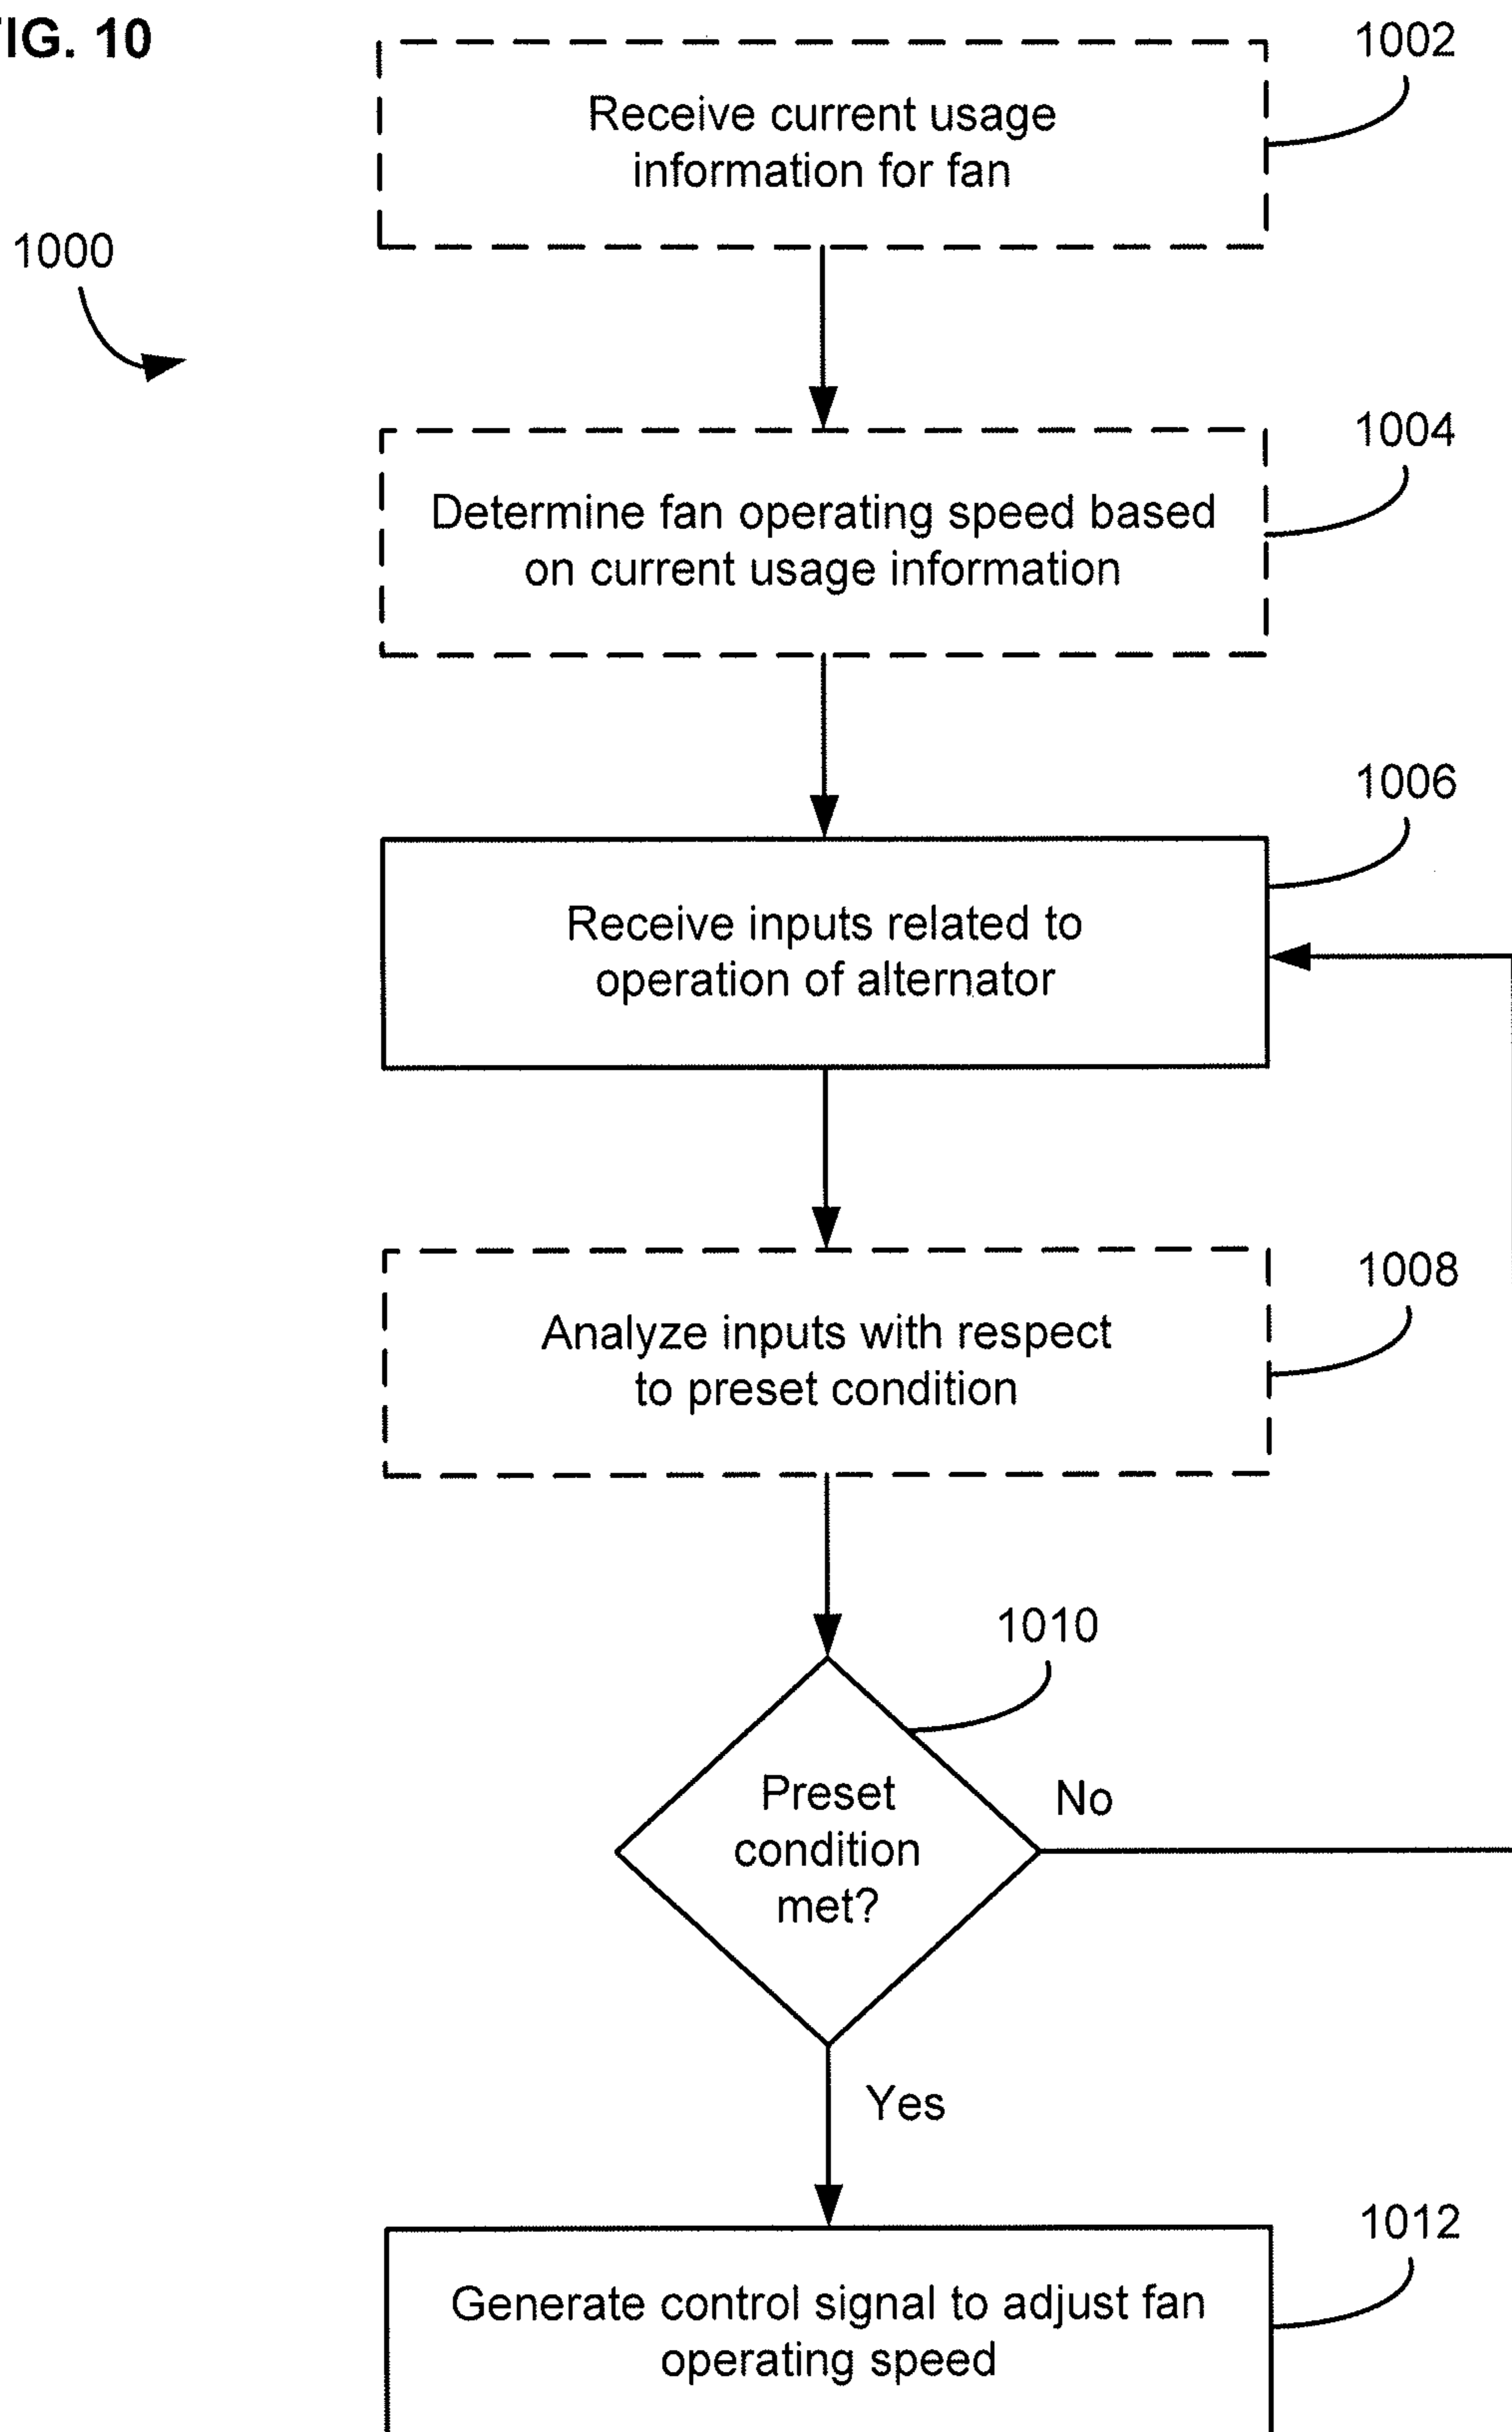 FIG. 10
1002
Receive current usage
information for fan
1000
1004
Determine fan operating speed based
on current usage information
1006
Receive inputs related to
operation of alternator
1008
Analyze inputs with respect
to preset condition
1010
Preset
condition
met?
No
Yes
1012
Generate control signal to adjust fan
operating speed